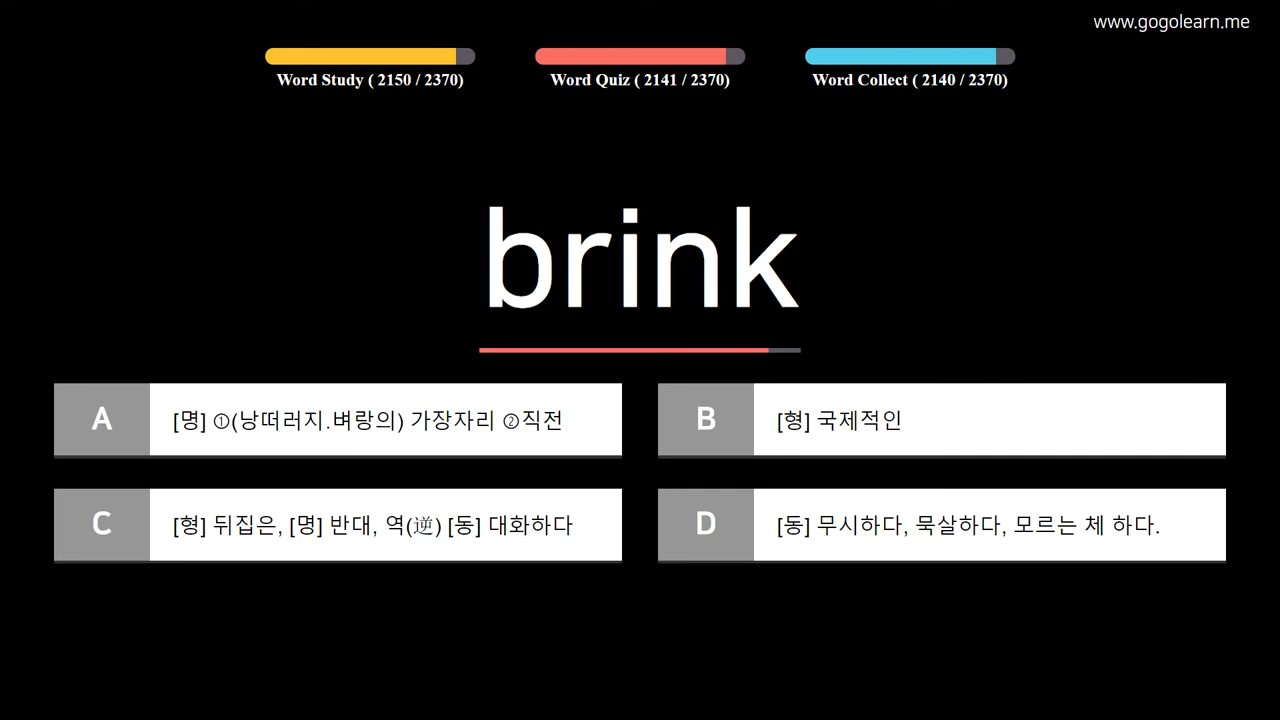 www.gogolearn.me
Word Study ( 2150 / 2370)
Word Quiz ( 2141 / 2370)
Word Collect ( 2140 / 2370)
brink
A [명] ①(낭떠러지.벼랑의) 가장자리 ②직전
B [형] 국제적인
C [형] 뒤집은, [명] 반대, 역(逆) [동] 대화하다
D [동] 무시하다, 묵살하다, 모르는 체 하다.